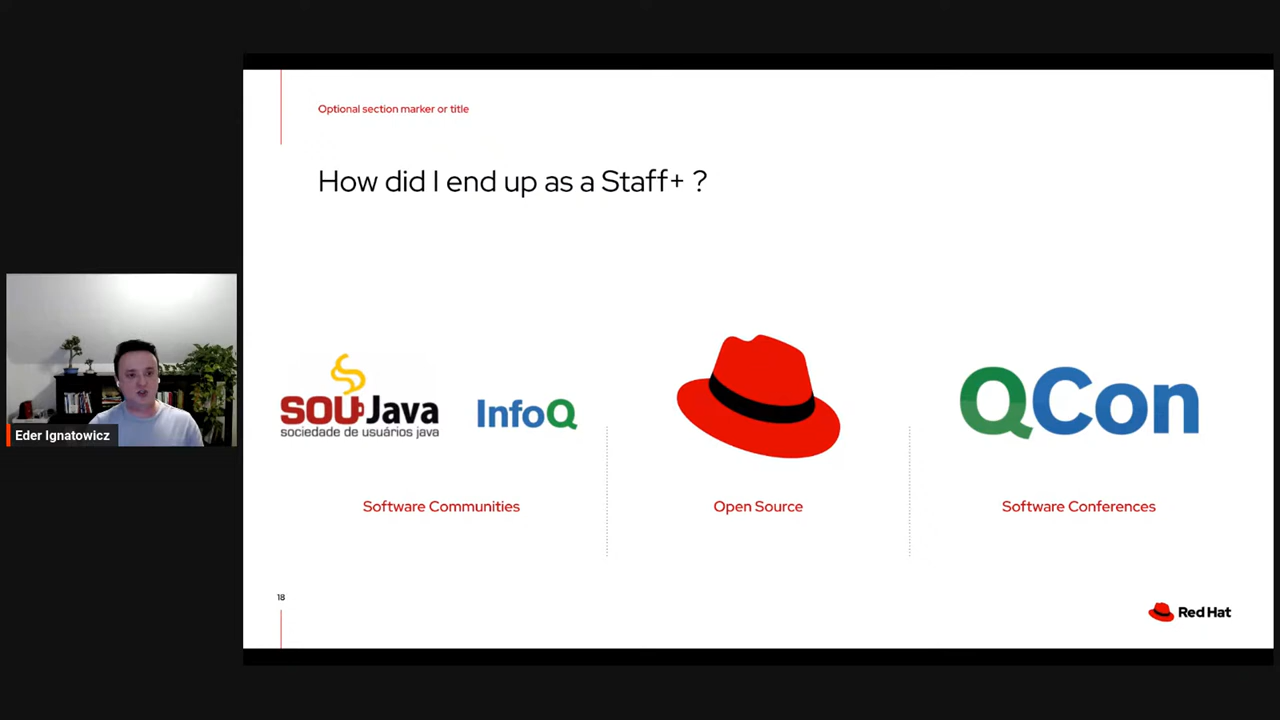 Optional section marker or title
How did I end up as a Staff+ ?
SOUJava
sociedade de usuários java
InfoQ
QCon
Software Communities
Open Source
Software Conferences
18
Red Hat
Eder Ignatowicz